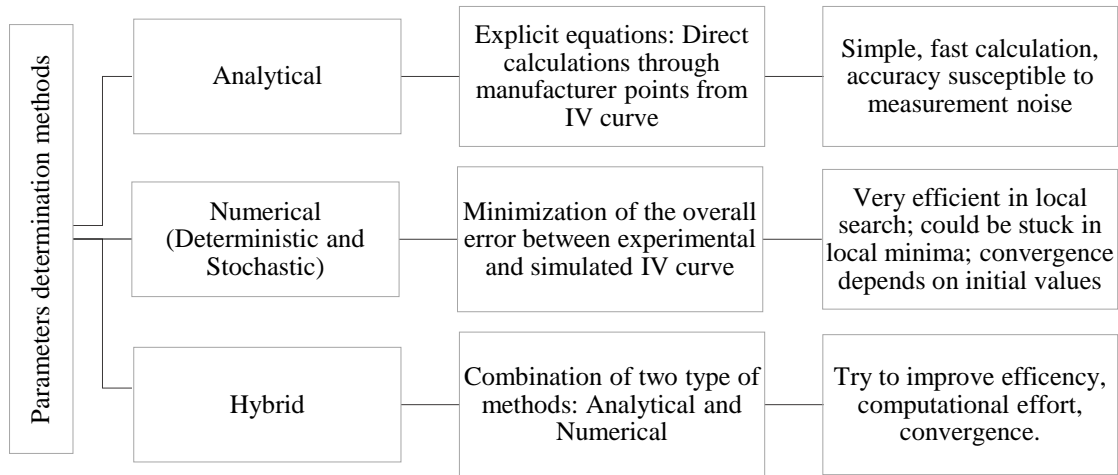 Parameters determination methods
Analytical
Explicit equations: Direct
calculations through
manufacturer points from
IV curve
Simple, fast calculation,
accuracy susceptible to
measurement noise
Numerical
(Deterministic and
Stochastic)
Minimization of the overall
error between experimental
and simulated IV curve
Very efficient in local
search; could be stuck in
local minima; convergence
depends on initial values
Hybrid
Combination of two type of
methods: Analytical and
Numerical
Try to improve efficency,
computational effort,
convergence.